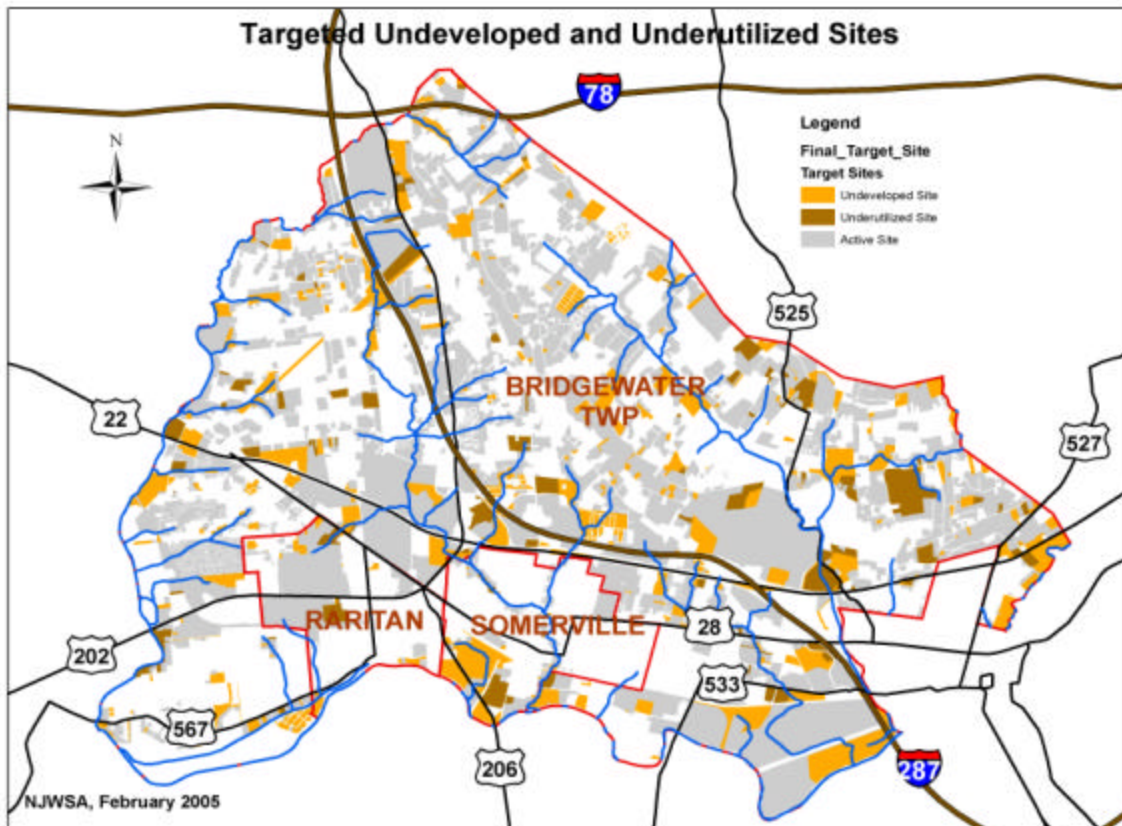 Targeted Undeveloped and Underutilized Sites
78
N
Legend
Final_Target_Site
Target Sites
Undeveloped Site
Underutilized Site
Active Site
525
BRIDGEWATER
TWP
22
527
RARITAN
SOMERVILLE
28
202
533
567
206
287
NJWSA, February 2005